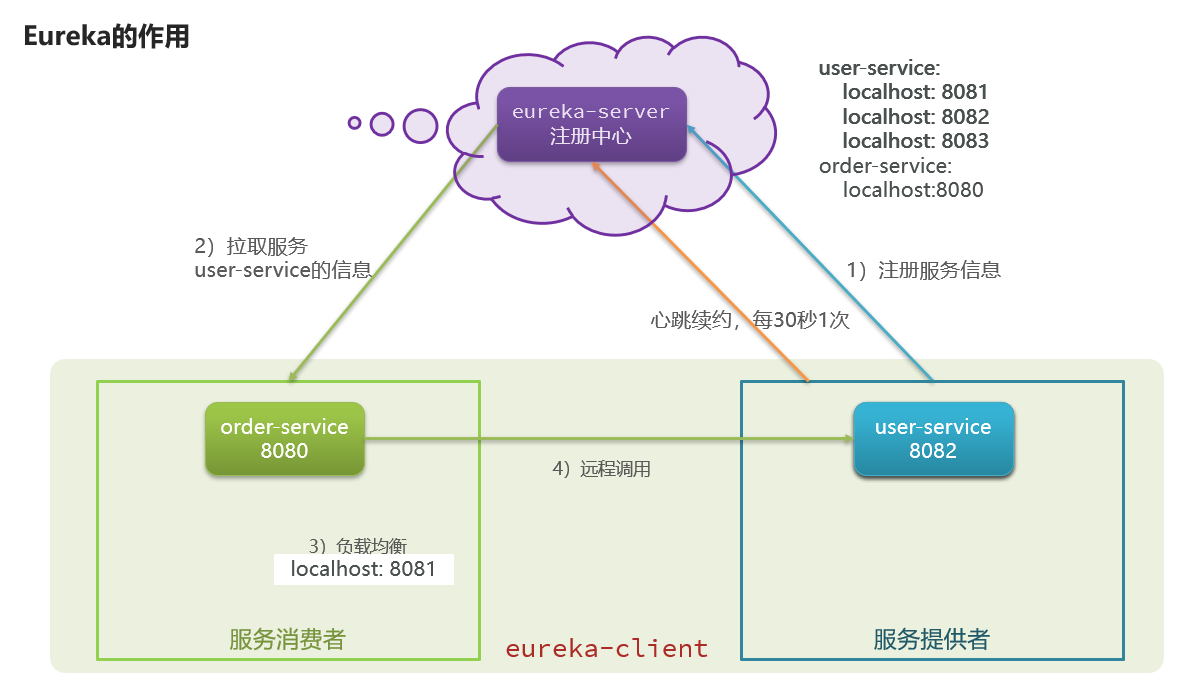 Eureka的作用
eureka-server
注册中心
user-service:
localhost: 8081
localhost: 8082
localhost: 8083
order-service:
localhost:8080
2）拉取服务
user-service的信息
1）注册服务信息
心跳续约，每30秒1次
order-service
8080
user-service
8082
4）远程调用
3）负载均衡
localhost: 8081
服务消费者
eureka-client
服务提供者